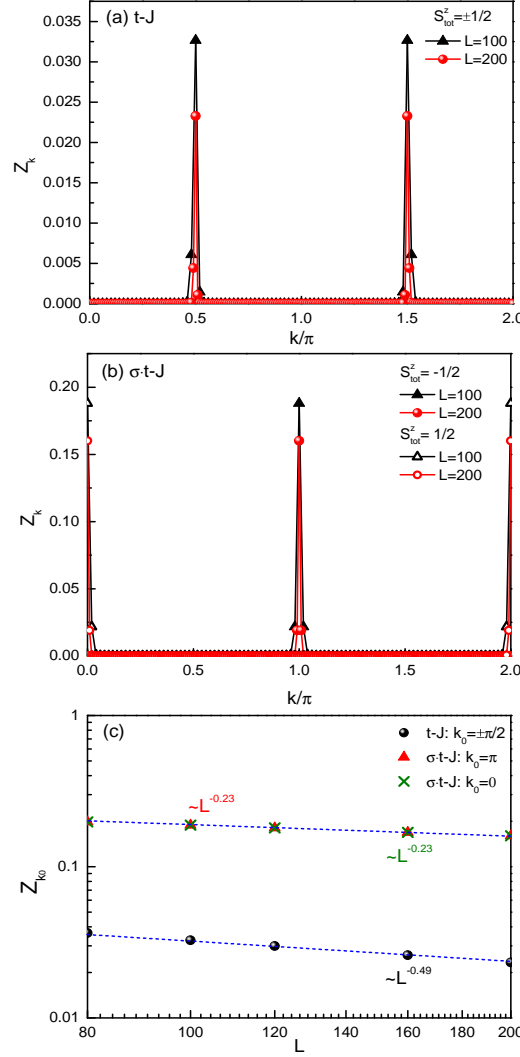 (a) t-J
S^z_tot=±1/2
L=100
L=200
0.035
0.030
0.025
0.020
0.015
0.010
0.005
0.000
Z_k
0.0 0.5 1.0 1.5 2.0
k/π
(b) σ·t-J
S^z_tot= -1/2
L=100
L=200
S^z_tot= 1/2
L=100
L=200
0.20
0.15
0.10
0.05
0.00
Z_k
0.0 0.5 1.0 1.5 2.0
k/π
(c)
t-J: k_0=±π/2
σ·t-J: k_0=π
σ·t-J: k_0=0
1
0.1
0.01
Z_k0
~L^-0.23
~L^-0.23
~L^-0.49
80 100 120 140 160 180 200
L